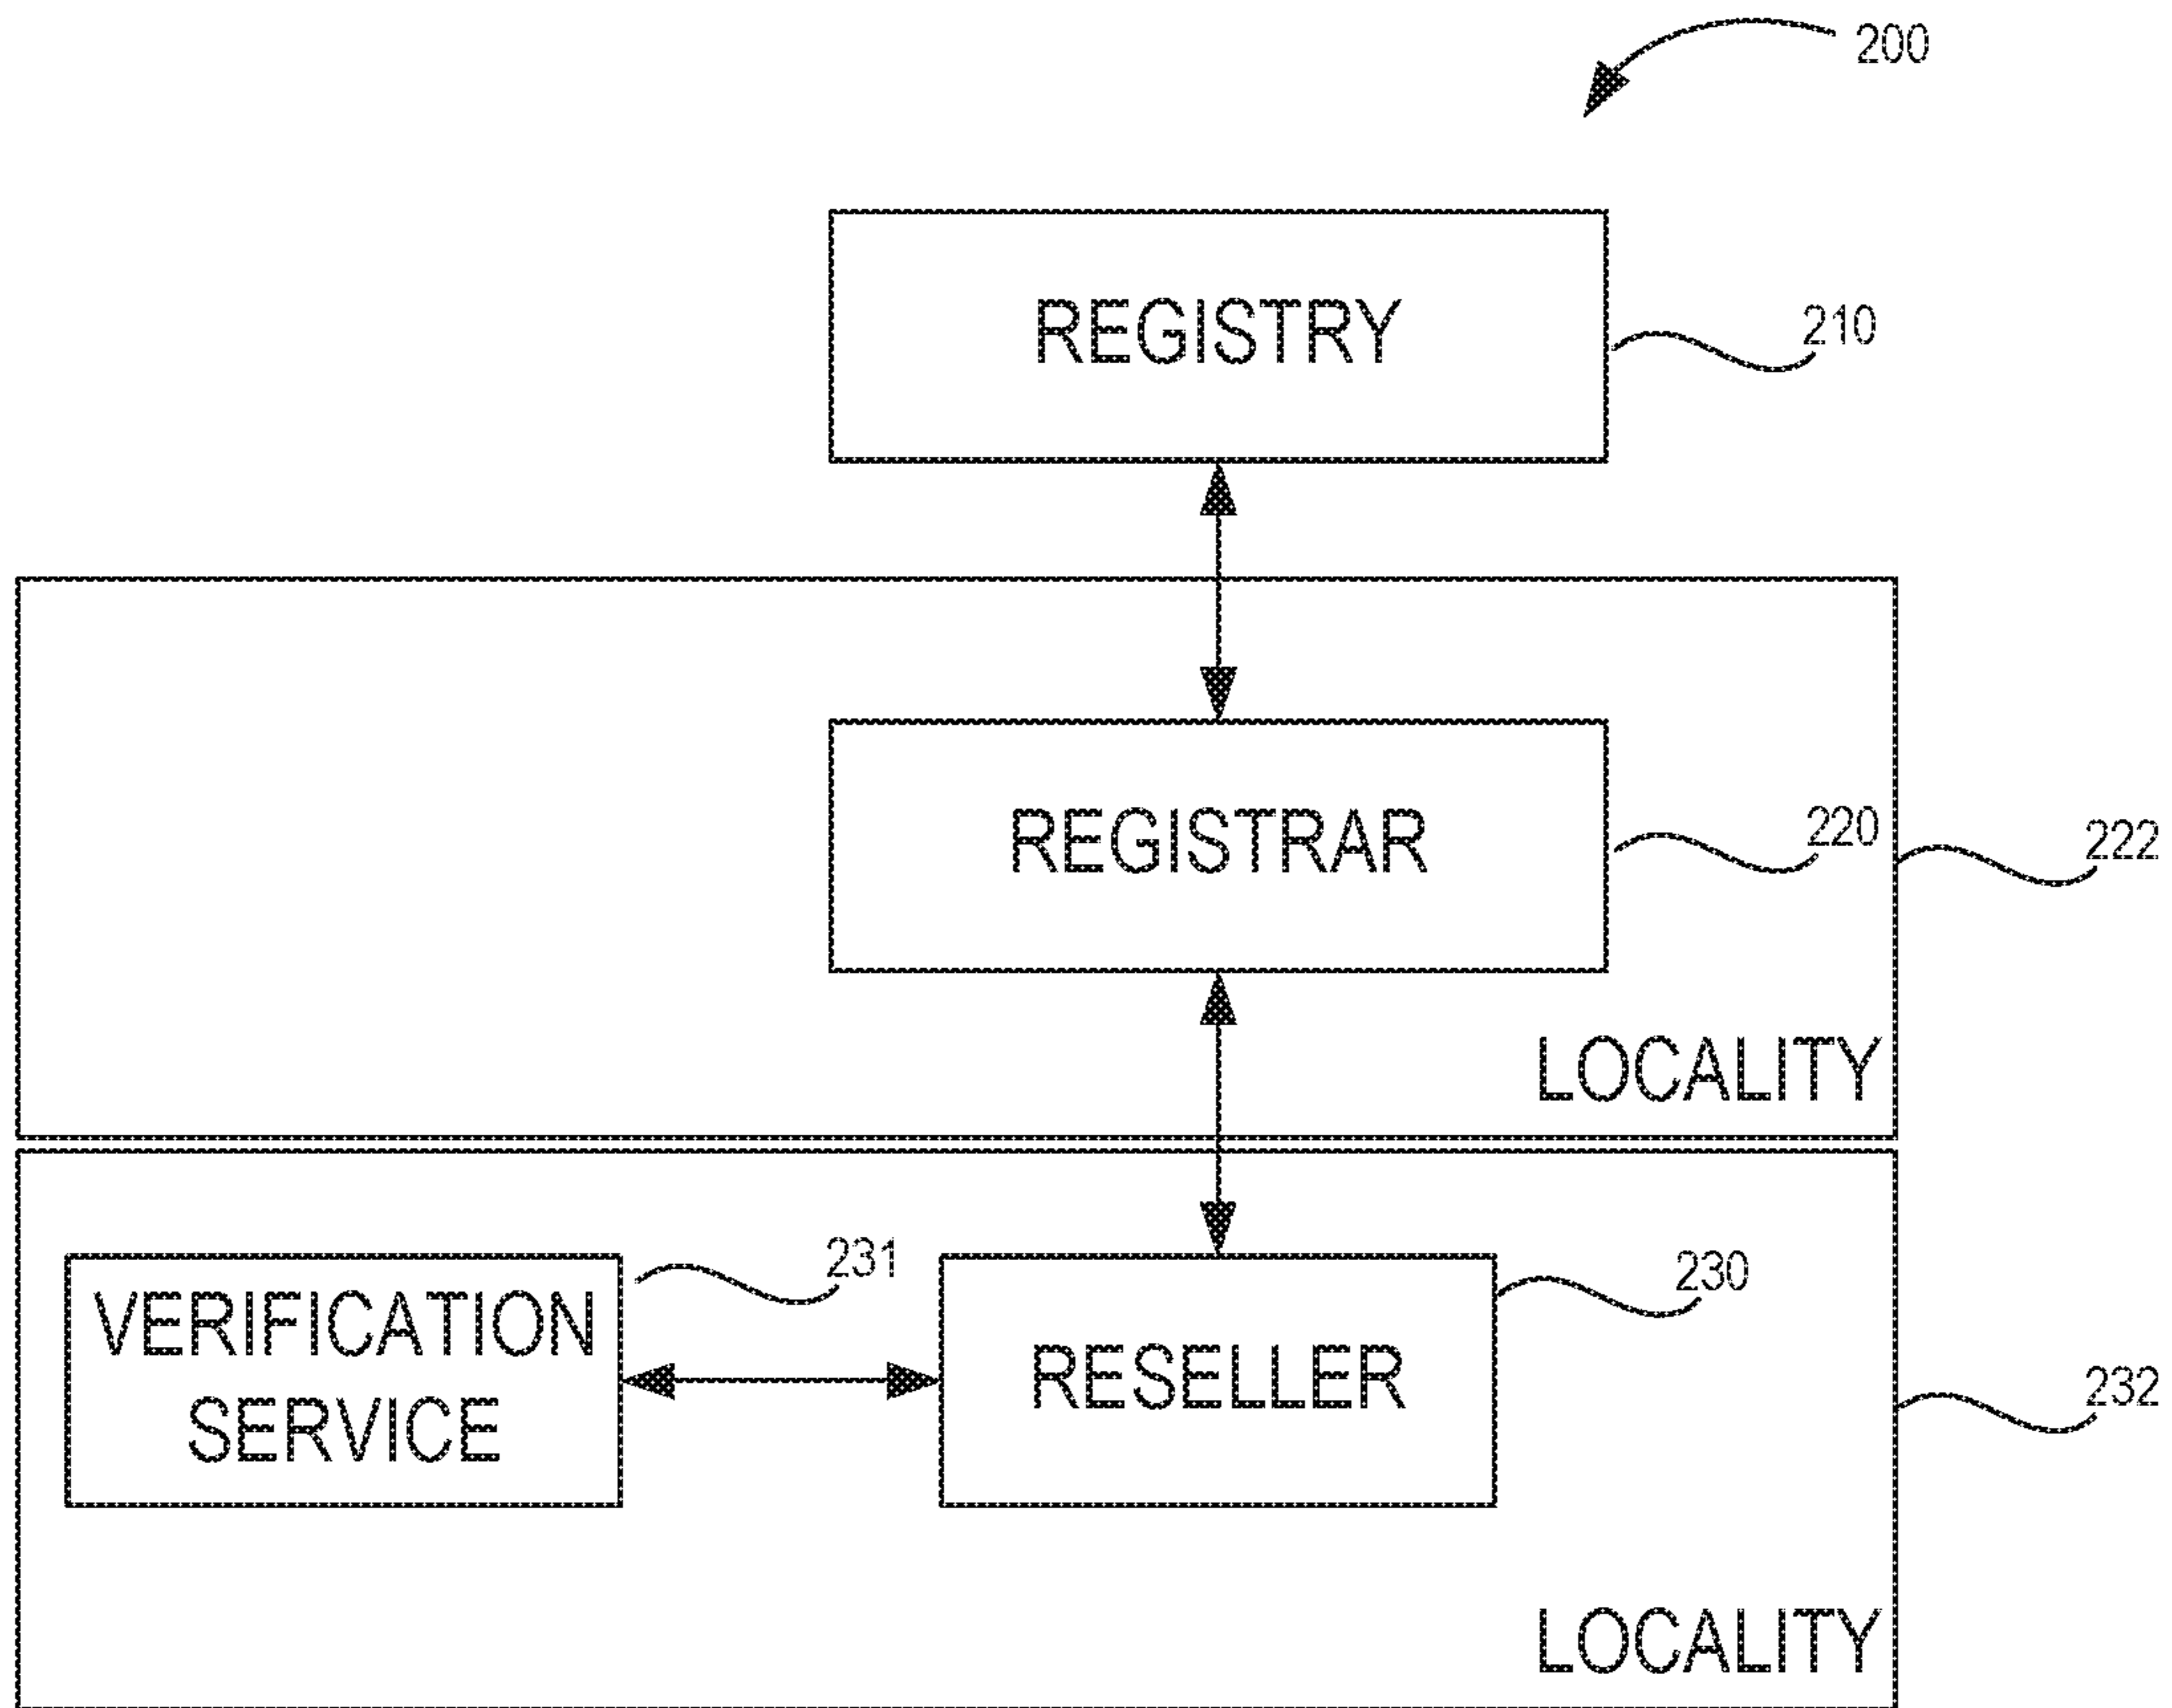 200
REGISTRY
210
REGISTRAR
220
222
LOCALITY
VERIFICATION
SERVICE
231
RESELLER
230
232
LOCALITY